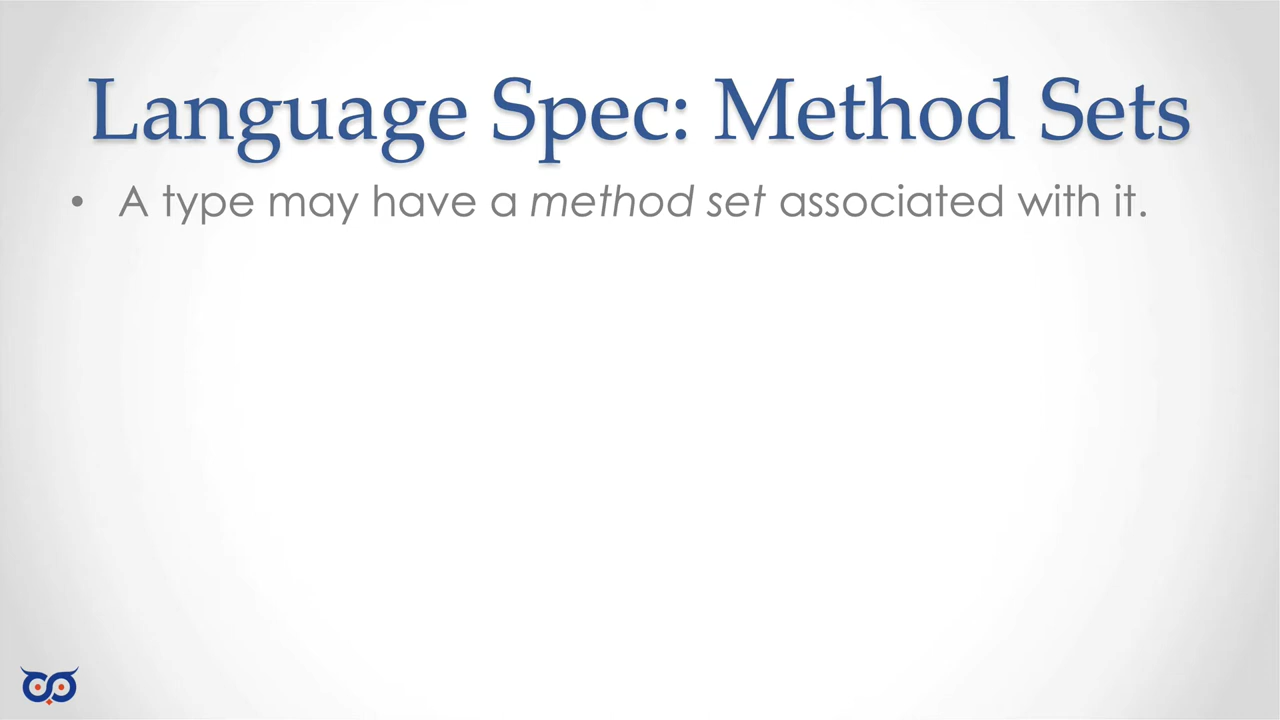 Language Spec: Method Sets
• A type may have a method set associated with it.